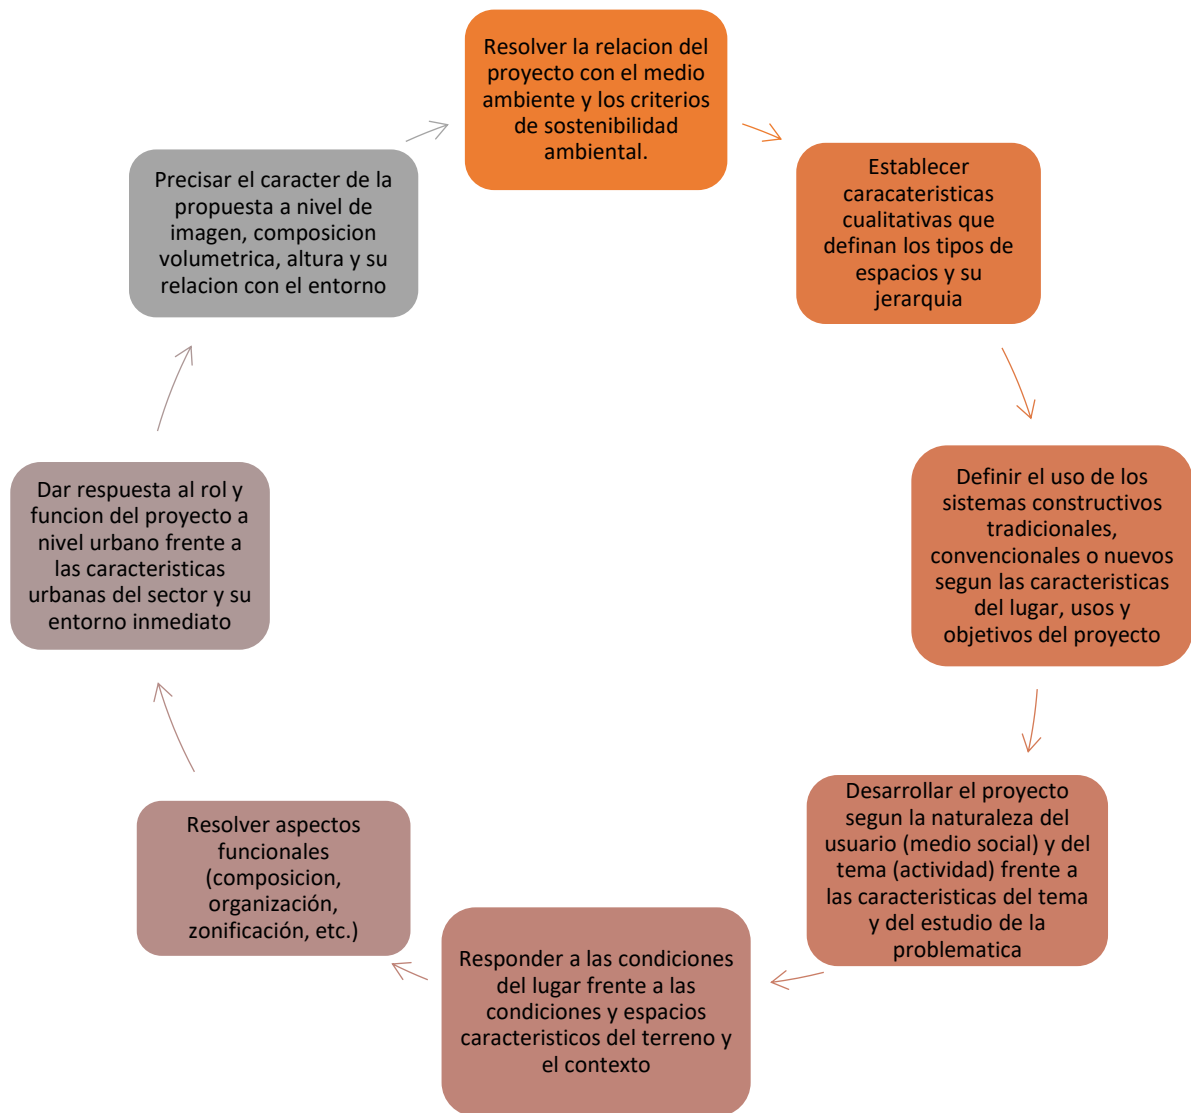 Resolver la relacion del
proyecto con el medio
ambiente y los criterios
de sostenibilidad
ambiental.
Establecer
caracateristicas
cualitativas que
definan los tipos de
espacios y su
jerarquia
Definir el uso de los
sistemas constructivos
tradicionales,
convencionales o nuevos
segun las caracteristicas
del lugar, usos y
objetivos del proyecto
Desarrollar el proyecto
segun la naturaleza del
usuario (medio social) y del
tema (actividad) frente a
las caracteristicas del tema
y del estudio de la
problematica
Responder a las condiciones
del lugar frente a las
condiciones y espacios
caracteristicos del terreno y
el contexto
Resolver aspectos
funcionales
(composicion,
organización,
zonificación, etc.)
Dar respuesta al rol y
funcion del proyecto a
nivel urbano frente a
las caracteristicas
urbanas del sector y su
entorno inmediato
Precisar el caracter de la
propuesta a nivel de
imagen, composicion
volumetrica, altura y su
relacion con el entorno